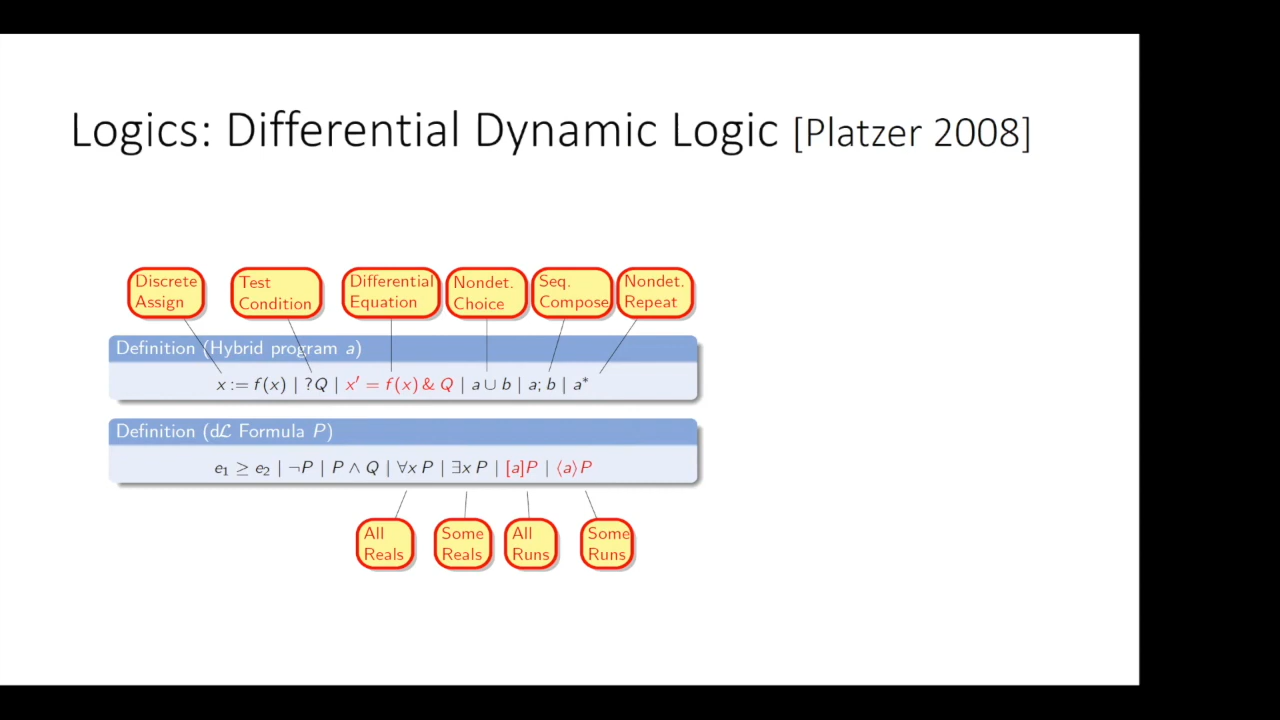 Logics: Differential Dynamic Logic [Platzer 2008]
Discrete Assign
Test Condition
Differential Equation
Nondet. Choice
Seq. Compose
Nondet. Repeat
Definition (Hybrid program a)
x := f(x) | ?Q | x′ = f(x) & Q | a ∪ b | a; b | a*
Definition (dℒ Formula P)
e₁ ≥ e₂ | ¬P | P ∧ Q | ∀x P | ∃x P | [a]P | ⟨a⟩P
All Reals
Some Reals
All Runs
Some Runs